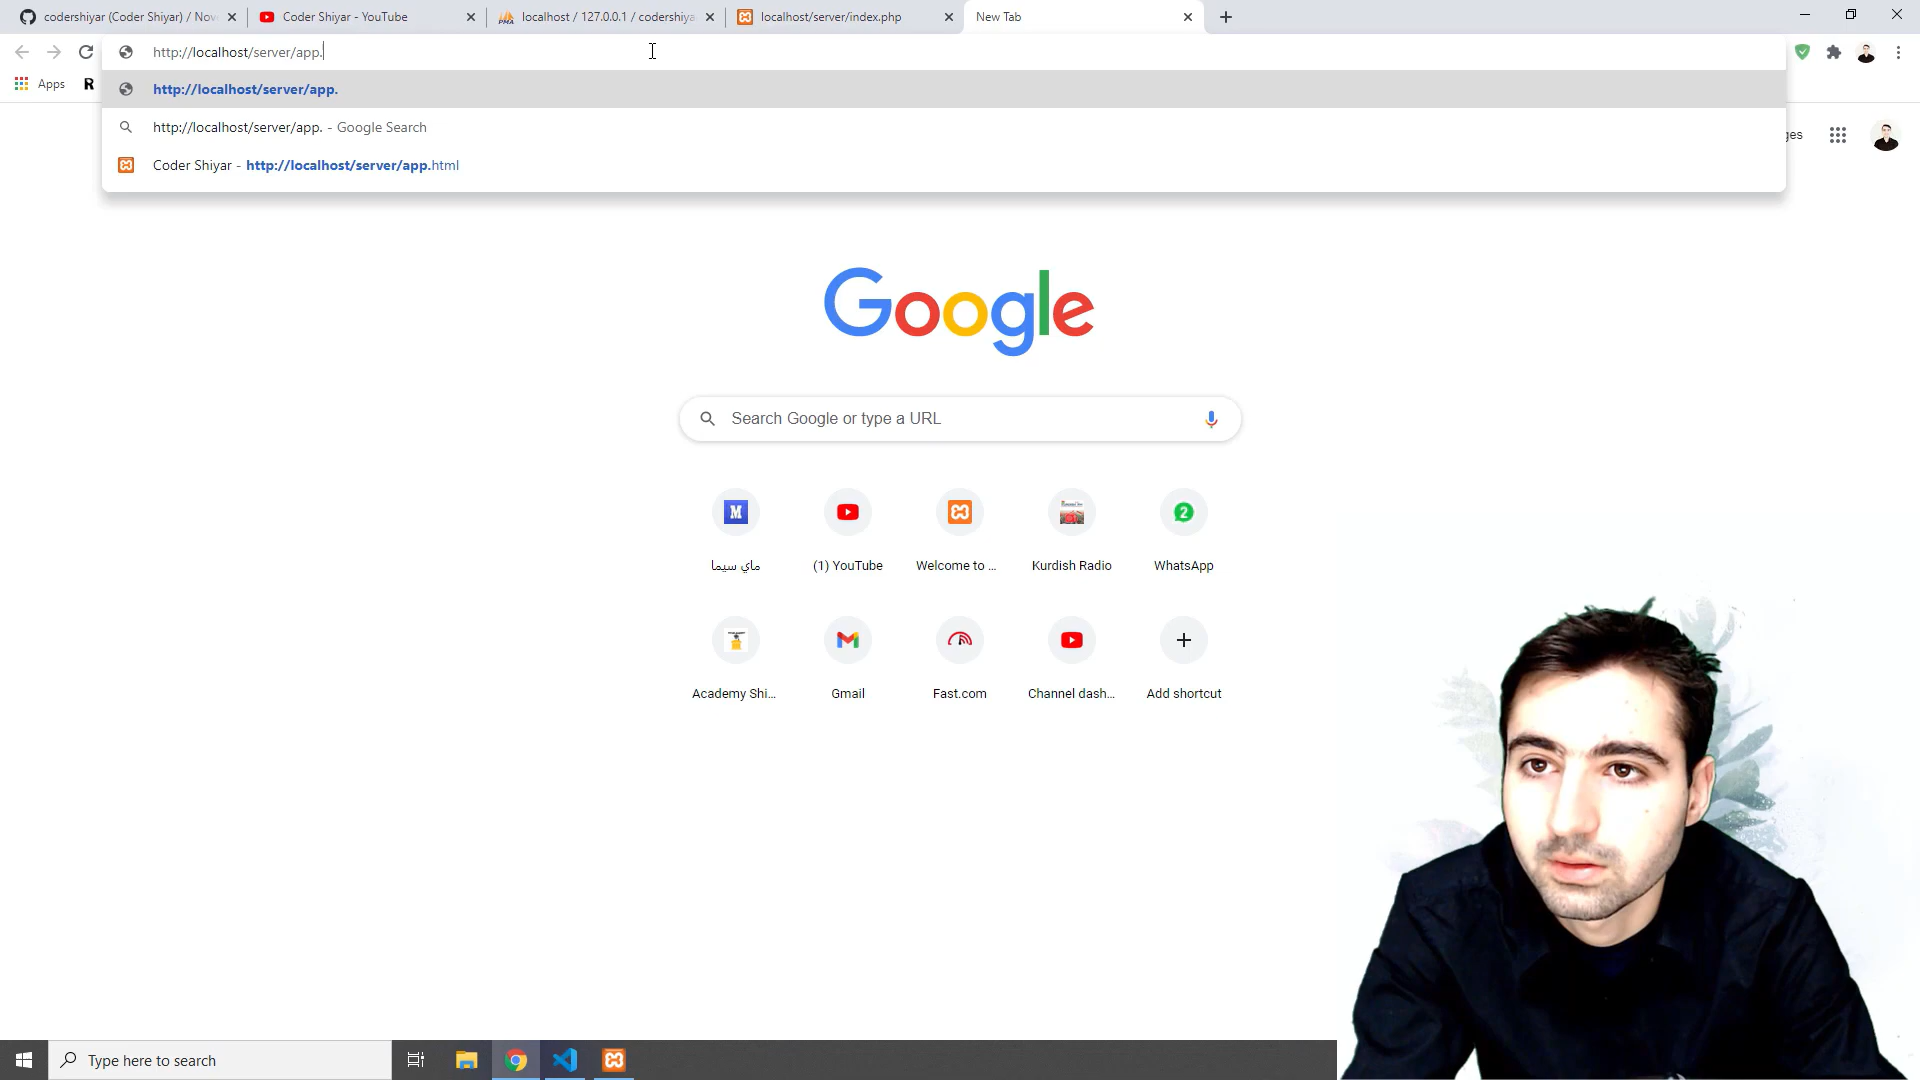 codershiyar (Coder Shiyar) / Nov
Coder Shiyar - YouTube
localhost / 127.0.0.1 / codershiya
localhost/server/index.php
New Tab
http://localhost/server/app.
Apps
R
http://localhost/server/app.
http://localhost/server/app. - Google Search
Coder Shiyar - http://localhost/server/app.html
ges
Google
Search Google or type a URL
ماي سيما
(1) YouTube
Welcome to ...
Kurdish Radio
WhatsApp
Academy Shi...
Gmail
Fast.com
Channel dash...
Add shortcut
Type here to search